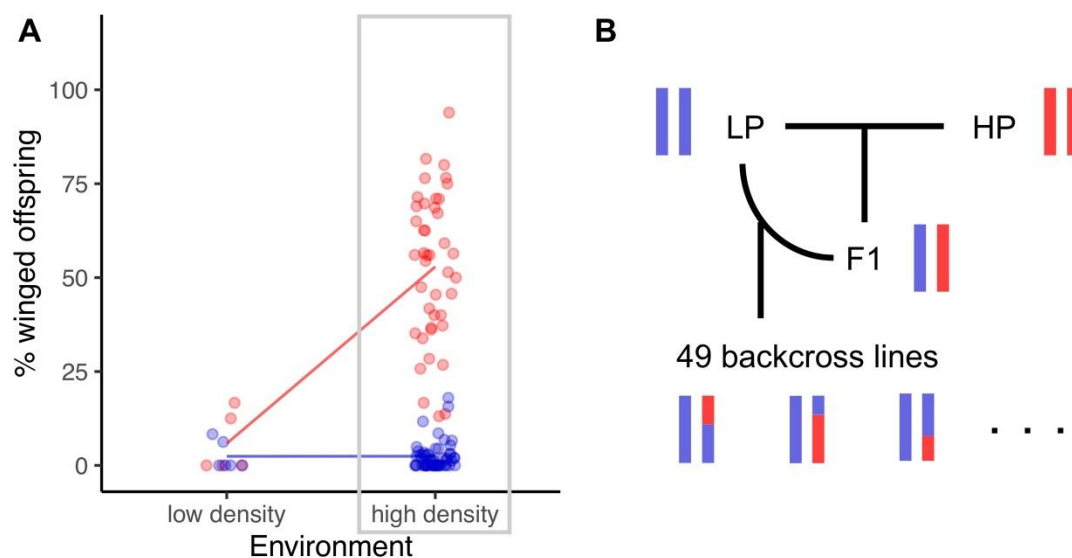 A
% winged offspring
100
75
50
25
0
low density
high density
Environment
B
LP
HP
F1
49 backcross lines
. . . .